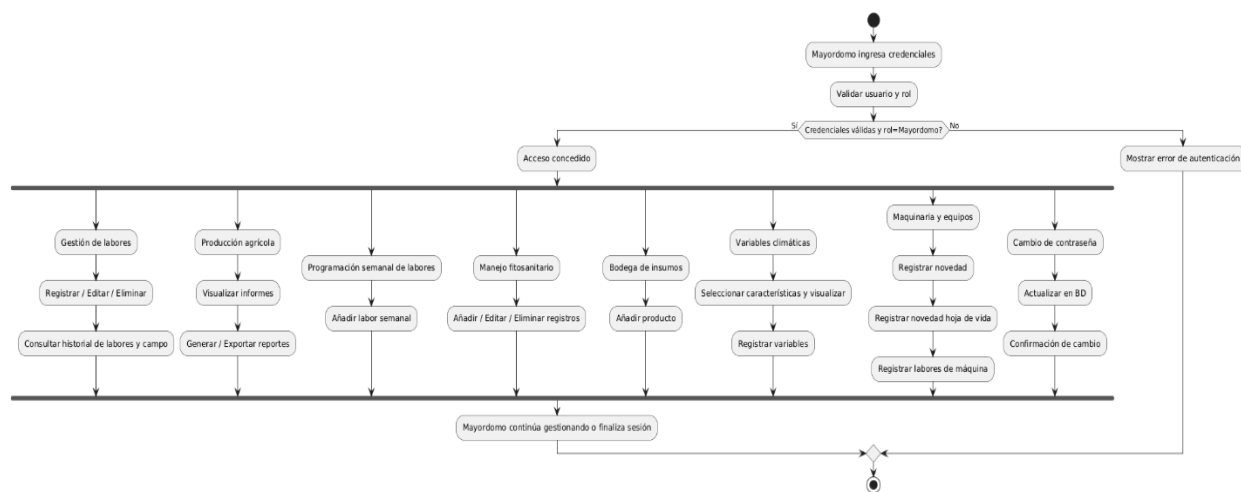 Mayordomo ingresa credenciales
Validar usuario y rol
Sí
Credenciales válidas y rol=Mayordomo?
No
Acceso concedido
Mostrar error de autenticación
Gestión de labores
Registrar / Editar / Eliminar
Consultar historial de labores y campo
Producción agrícola
Visualizar informes
Generar / Exportar reportes
Programación semanal de labores
Añadir labor semanal
Manejo fitosanitario
Añadir / Editar / Eliminar registros
Bodega de insumos
Añadir producto
Variables climáticas
Seleccionar características y visualizar
Registrar variables
Maquinaria y equipos
Registrar novedad
Registrar novedad hoja de vida
Registrar labores de máquina
Cambio de contraseña
Actualizar en BD
Confirmación de cambio
Mayordomo continúa gestionando o finaliza sesión